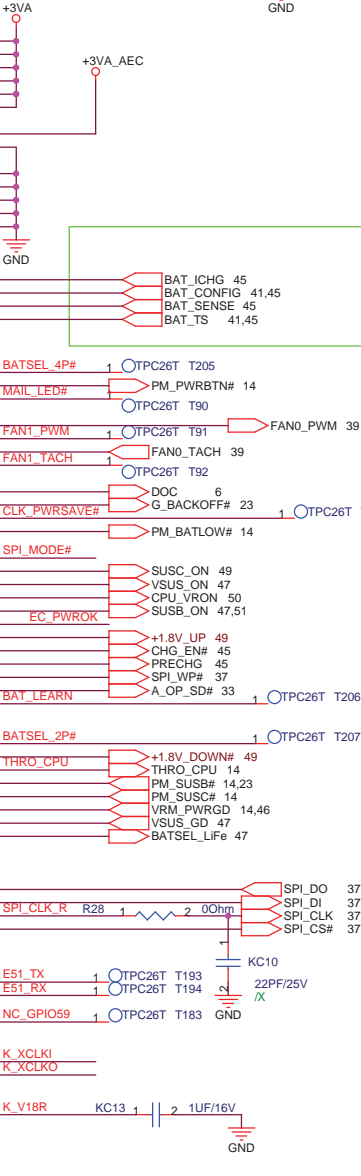 +3VA
GND
+3VA_AEC
GND
BAT_ICHG 45
BAT_CONFIG 41,45
BAT_SENSE 45
BAT_TS 41,45
BATSEL_4P# 1 TPC26T T205
PM_PWRBTN# 14
MAIL_LED# 1 TPC26T T90
FAN0_PWM 39
FAN1_PWM 1 TPC26T T91
FAN0_TACH 39
FAN1_TACH 1 TPC26T T92
DOC 6
G_BACKOFF# 23
CLK_PWRSAVE# 1 TPC26T
PM_BATLOW# 14
SPI_MODE#
SUSC_ON 49
VSUS_ON 47
CPU_VRON 50
SUSB_ON 47,51
EC_PWROK
+1.8V_UP 49
CHG_EN# 45
PRECHG 45
SPI_WP# 37
A_OP_SD# 33
BAT_LEARN 1 TPC26T T206
BATSEL_2P# 1 TPC26T T207
+1.8V_DOWN# 49
THRO_CPU THRO_CPU 14
PM_SUSB# 14,23
PM_SUSC# 14
VRM_PWRGD 14,46
VSUS_GD 47
BATSEL_LiFe 47
SPI_DO 37
SPI_DI 37
SPI_CLK_R R28 1 2 0Ohm SPI_CLK 37
SPI_CS# 37
1 KC10
2 22PF/25V
/X
GND
E51_TX 1 TPC26T T193
E51_RX 1 TPC26T T194
NC_GPIO59 1 TPC26T T183
K_XCLKI
K_XCLKO
K_V18R KC13 1 2 1UF/16V
GND